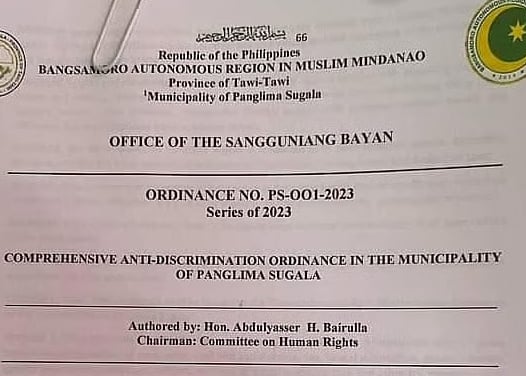 بسم الله الرحمن الرحيم 66
Republic of the Philippines
BANGSAMORO AUTONOMOUS REGION IN MUSLIM MINDANAO
Province of Tawi-Tawi
¹Municipality of Panglima Sugala
OFFICE OF THE SANGGUNIANG BAYAN
ORDINANCE NO. PS-OO1-2023
Series of 2023
COMPREHENSIVE ANTI-DISCRIMINATION ORDINANCE IN THE MUNICIPALITY
OF PANGLIMA SUGALA
Authored by: Hon. Abdulyasser H. Bairulla
Chairman: Committee on Human Rights